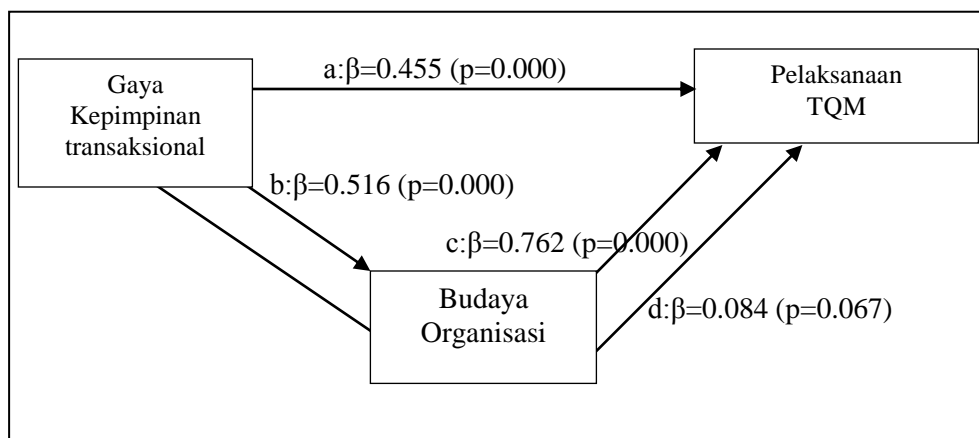 a:β=0.455 (p=0.000)
Gaya
Kepimpinan
transaksional
Pelaksanaan
TQM
b:β=0.516 (p=0.000)
c:β=0.762 (p=0.000)
Budaya
Organisasi
d:β=0.084 (p=0.067)